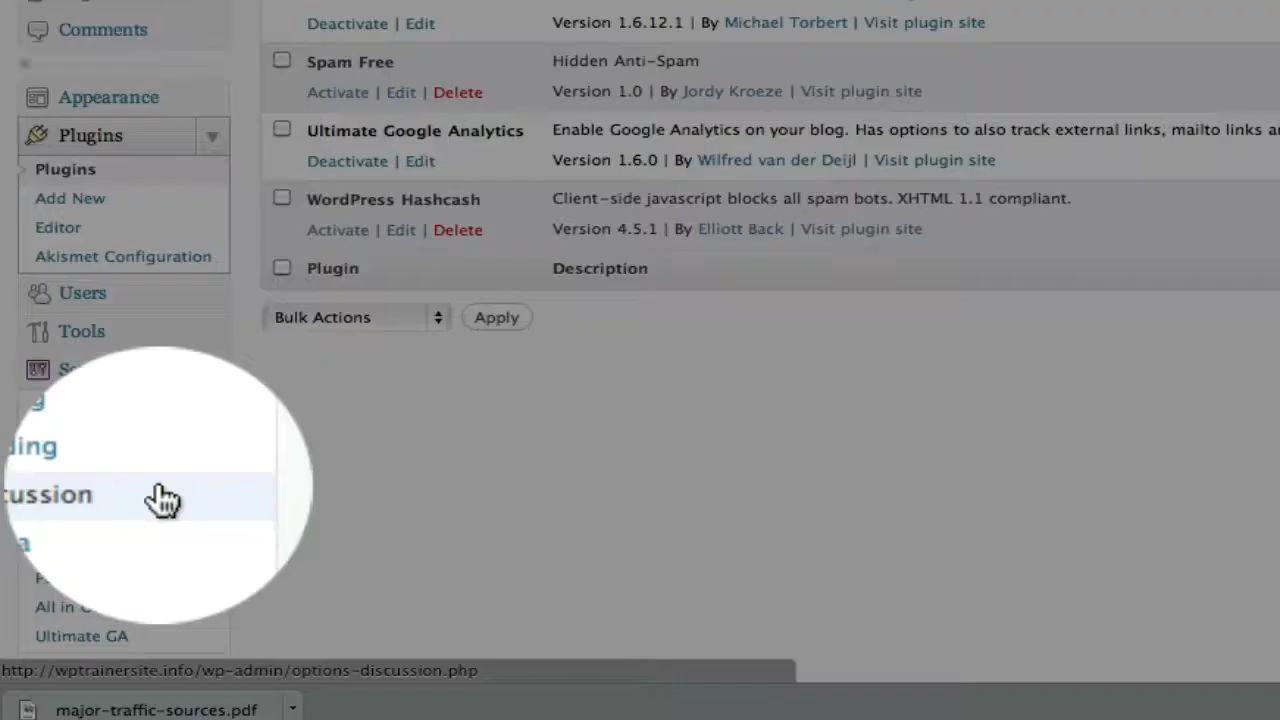 Comments
Appearance
Plugins
Plugins
Add New
Editor
Akismet Configuration
Users
Tools
ding
cussion
a
All in
Ultimate GA
Deactivate | Edit
Version 1.6.12.1 | By Michael Torbert | Visit plugin site
Spam Free
Hidden Anti-Spam
Activate | Edit | Delete
Version 1.0 | By Jordy Kroeze | Visit plugin site
Ultimate Google Analytics
Enable Google Analytics on your blog. Has options to also track external links, mailto links a
Deactivate | Edit
Version 1.6.0 | By Wilfred van der Deijl | Visit plugin site
WordPress Hashcash
Client-side javascript blocks all spam bots. XHTML 1.1 compliant.
Activate | Edit | Delete
Version 4.5.1 | By Elliott Back | Visit plugin site
Plugin
Description
Bulk Actions
Apply
http://wptrainersite.info/wp-admin/options-discussion.php
major-traffic-sources.pdf